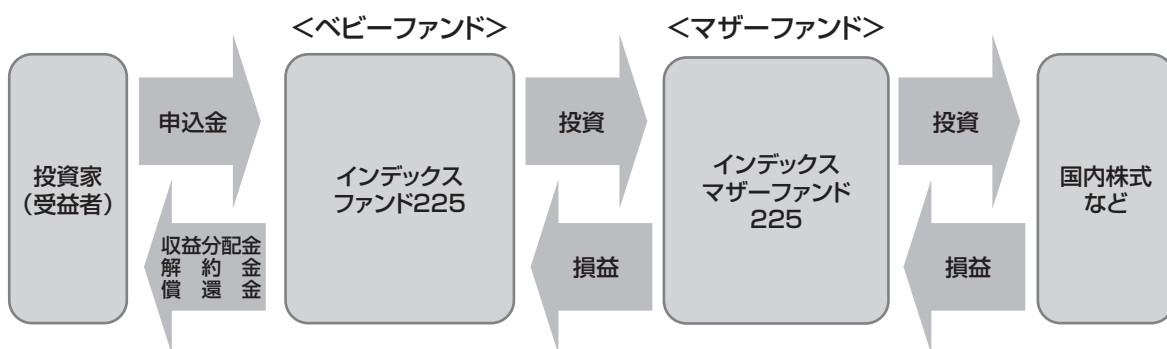 <ベビーファンド>
<マザーファンド>
投資家
（受益者）
申込金
収益分配金
解約金
償還金
インデックス
ファンド225
投資
損益
インデックス
マザーファンド
225
投資
損益
国内株式
など